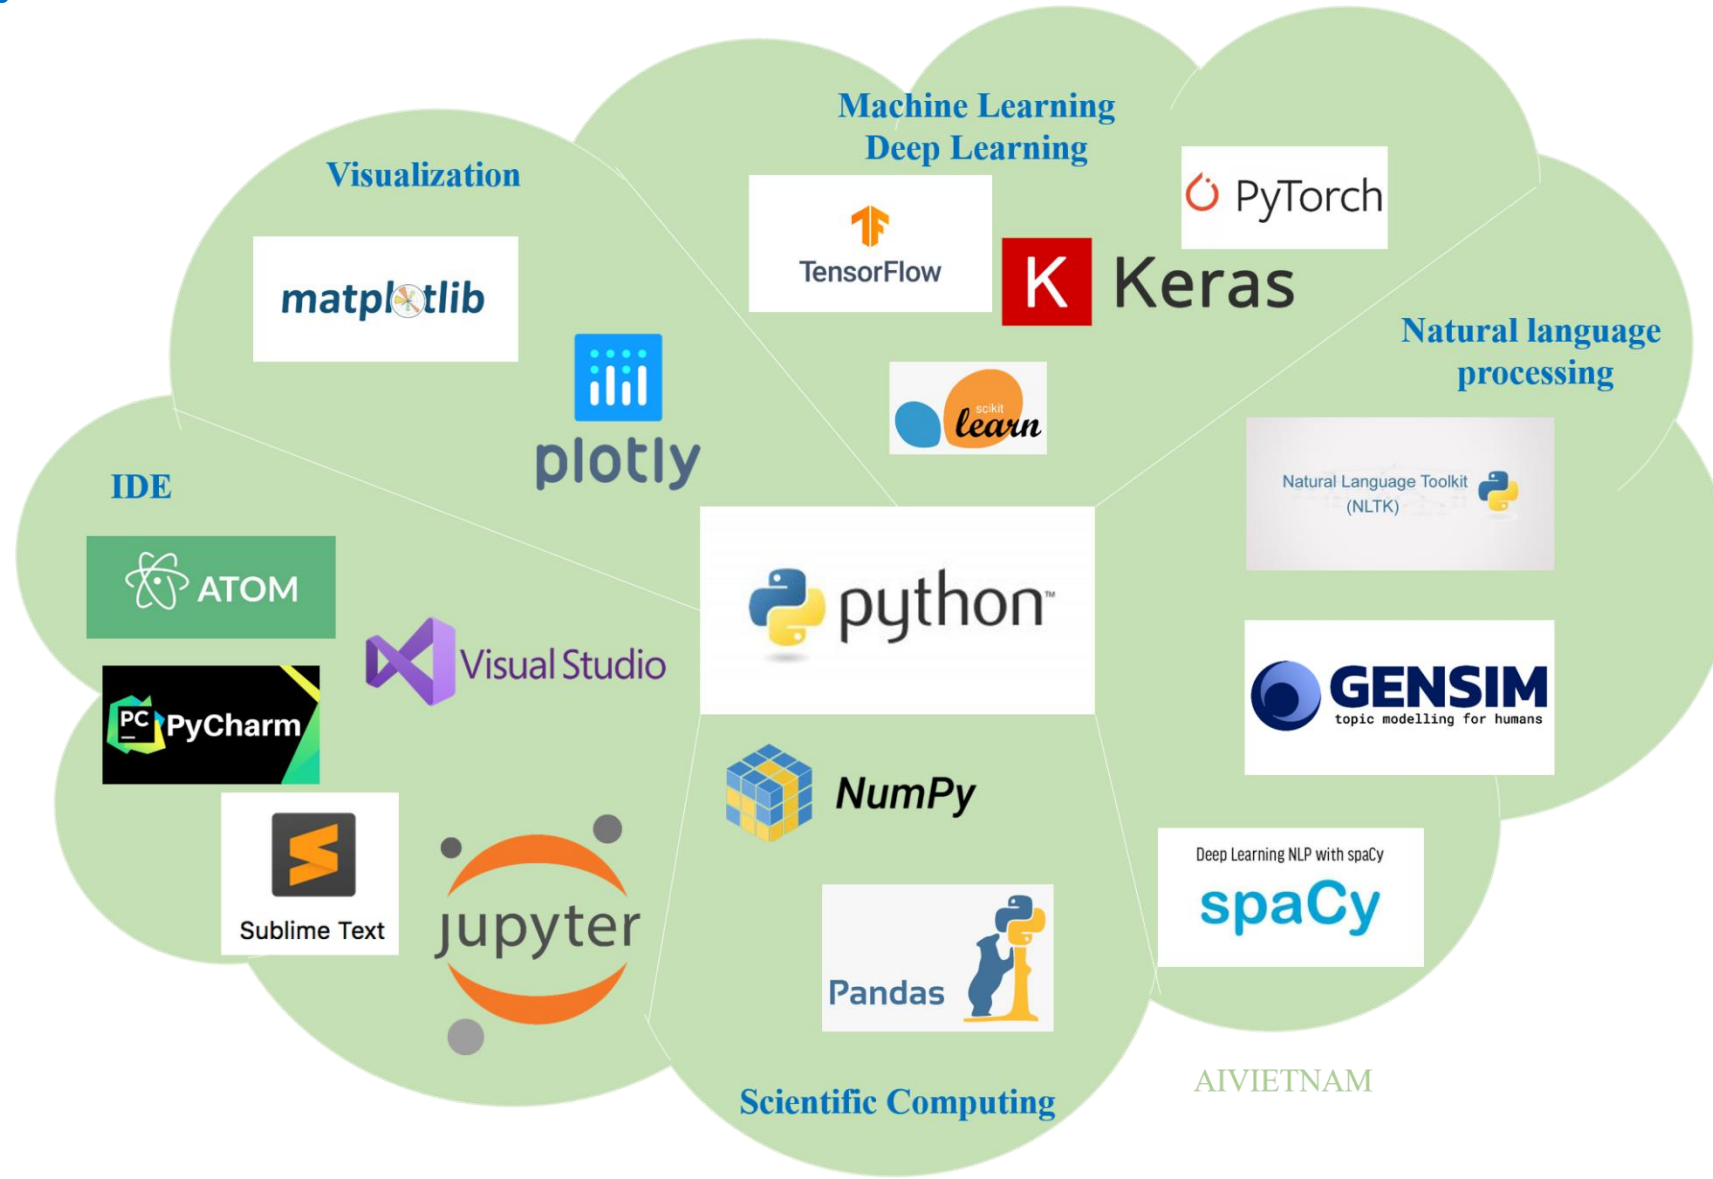 Machine Learning
Deep Learning
Visualization
TensorFlow
PyTorch
K Keras
matplotlib
scikit
learn
plotly
Natural language
processing
Natural Language Toolkit
(NLTK)
IDE
ATOM
Visual Studio
PC PyCharm
Sublime Text
jupyter
python™
GENSIM
topic modelling for humans
NumPy
Pandas
Deep Learning NLP with spaCy
spaCy
Scientific Computing
AIVIETNAM